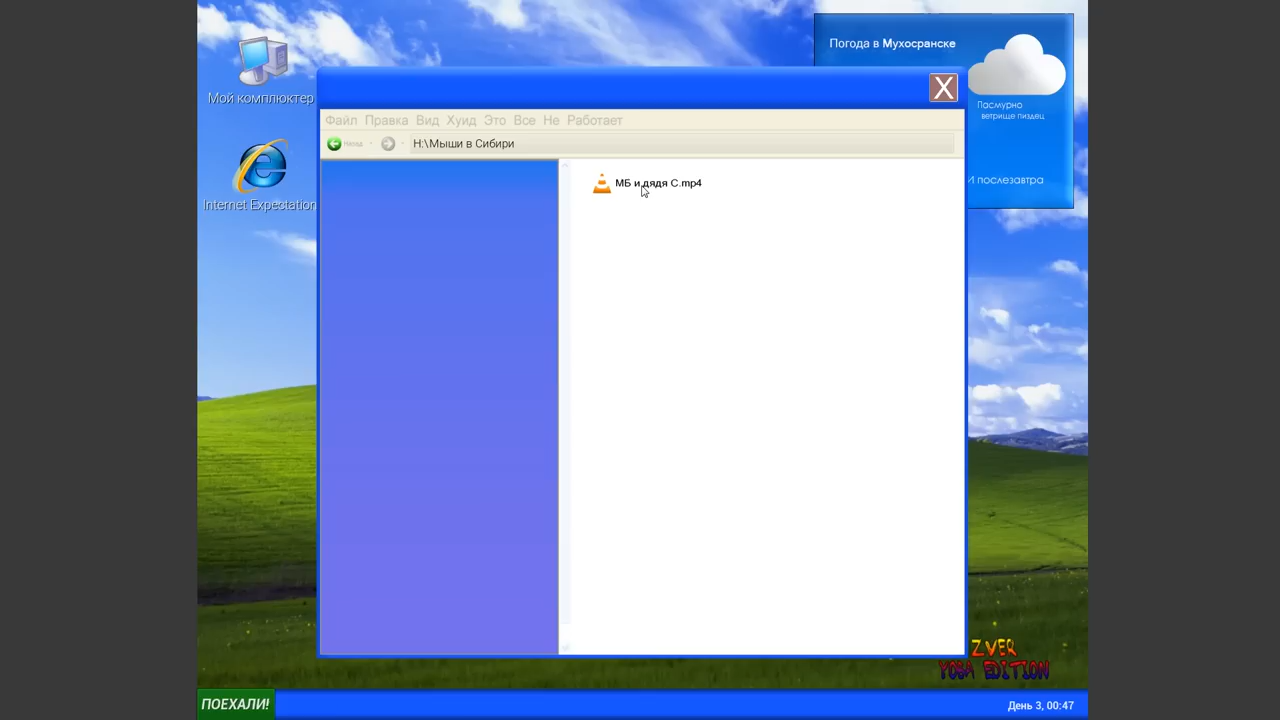 Погода в Мухосранске
Мой комплюктер
Пасмурно
ветрище пиздец
Файл Правка Вид Хуид Это Все Не Работает
Назад
H:\Мыши в Сибири
МБ и дядя С.mp4
И послезавтра
Internet Expectation
ZVER
YOBA EDITION
ПОЕХАЛИ!
День 3, 00:47